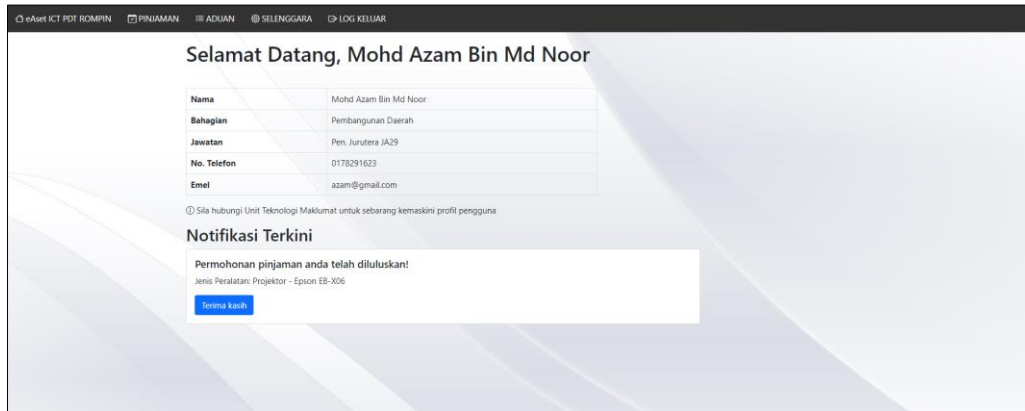 eAset ICT PDT ROMPIN PINJAMAN ADUAN SELENGGARA LOG KELUAR
Selamat Datang, Mohd Azam Bin Md Noor
Nama Mohd Azam Bin Md Noor
Bahagian Pembangunan Daerah
Jawatan Pen. Jurutera JA29
No. Telefon 0178291623
Emel azam@gmail.com
Sila hubungi Unit Teknologi Maklumat untuk sebarang kemaskini profil pengguna
Notifikasi Terkini
Permohonan pinjaman anda telah diluluskan!
Jenis Peralatan: Projektor - Epson EB-X06
Terima kasih